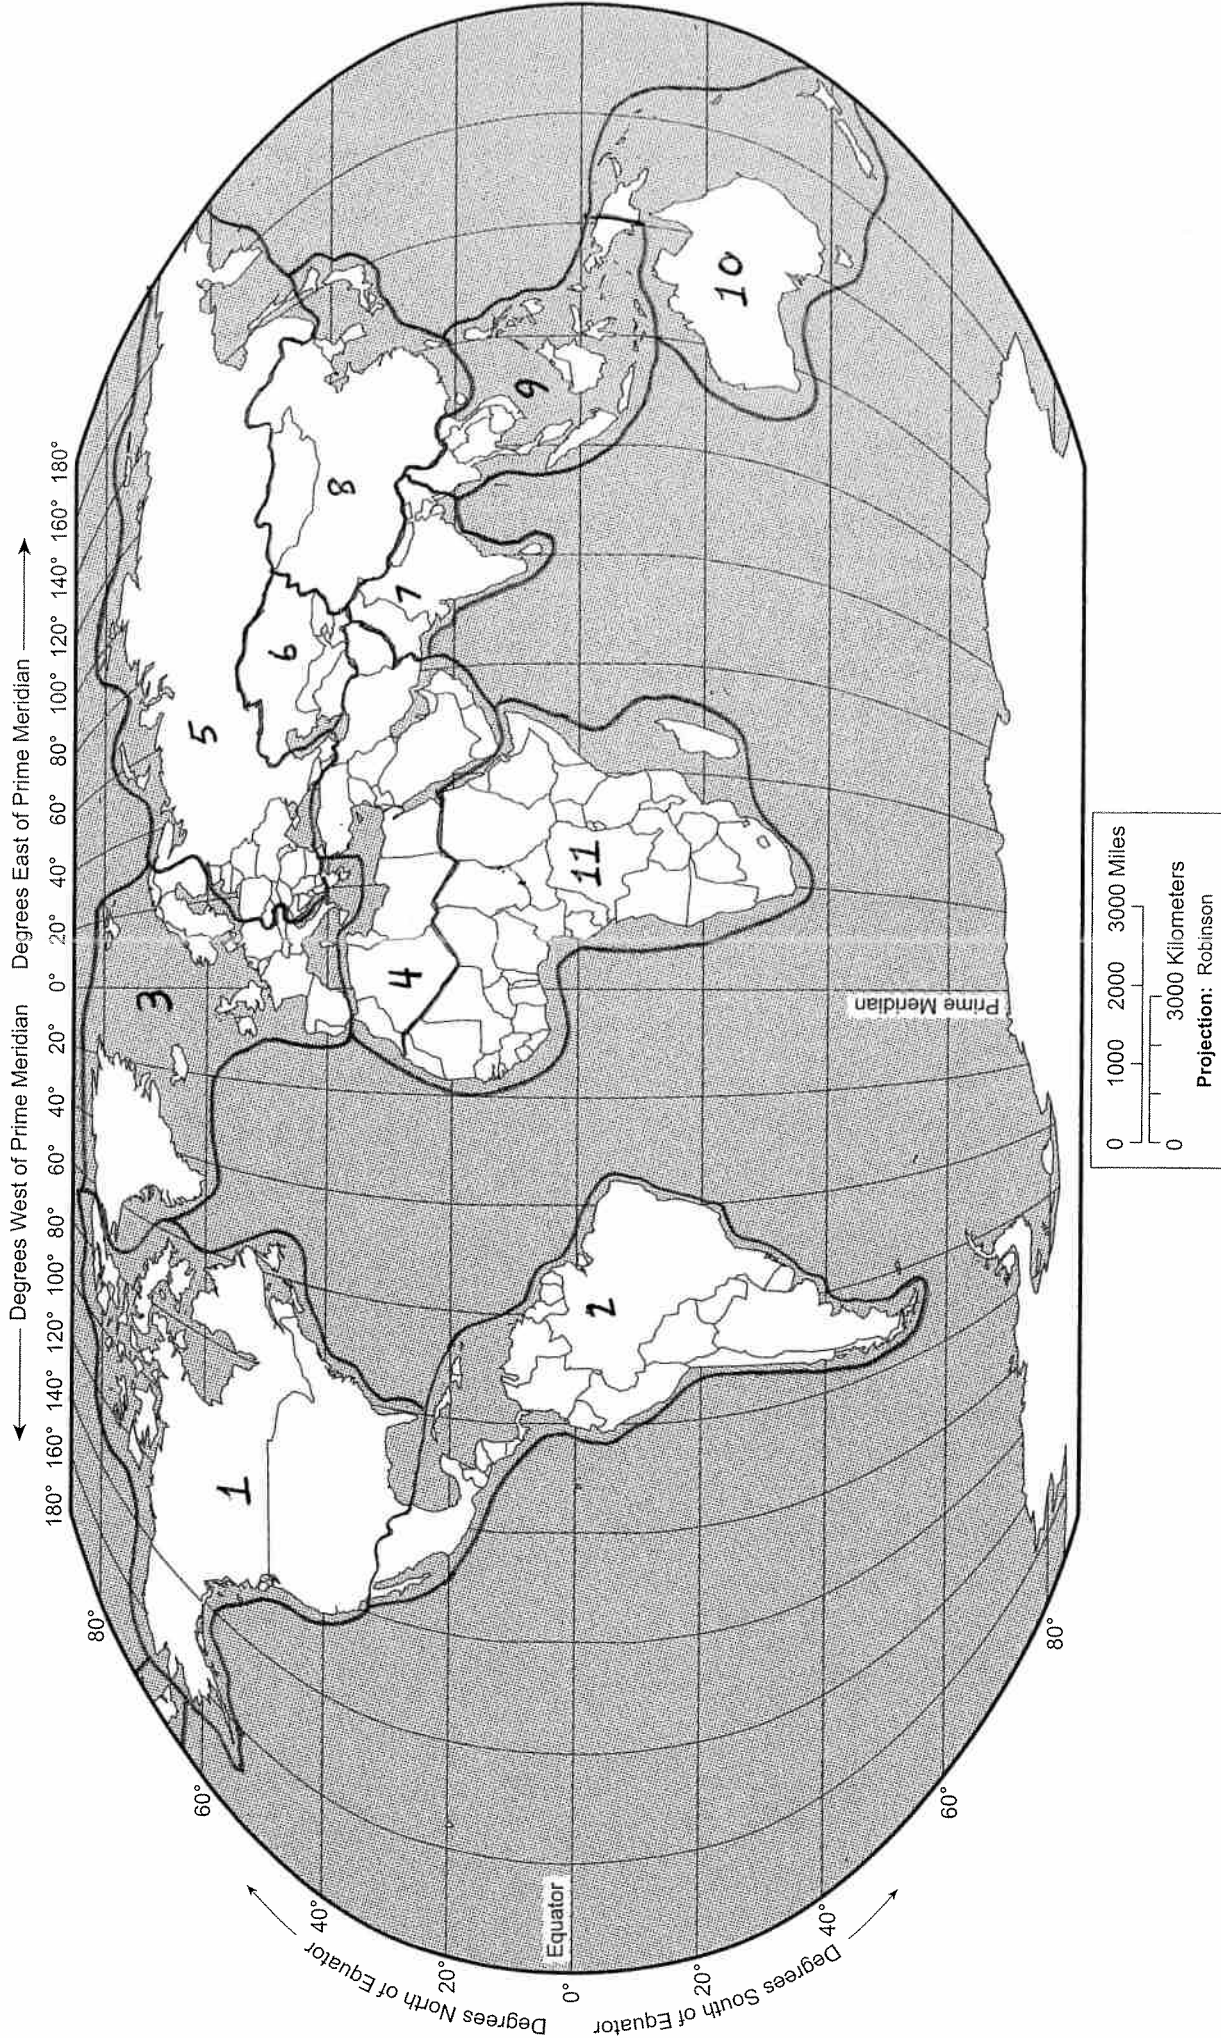 Degrees West of Prime Meridian Degrees East of Prime Meridian
180° 160° 140° 120° 100° 80° 60° 40° 20° 0° 20° 40° 60° 80° 100° 120° 140° 160° 180°
80°
60°
40°
20°
0°
20°
40°
60°
80°
Degrees North of Equator
Equator
Degrees South of Equator
Prime Meridian
1
2
3
4
5
6
7
8
9
10
11
0 1000 2000 3000 Miles
0 3000 Kilometers
Projection: Robinson